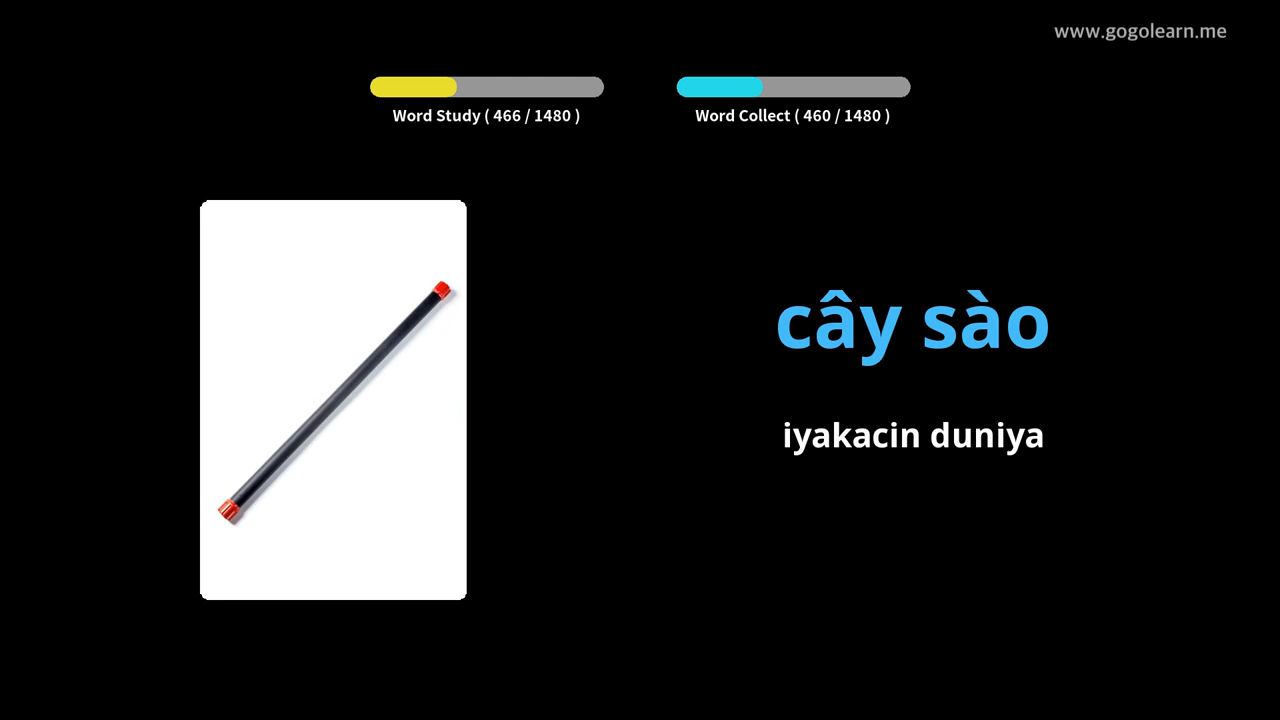 www.gogolearn.me
Word Study ( 466 / 1480 )
Word Collect ( 460 / 1480 )
cây sào
iyakacin duniya